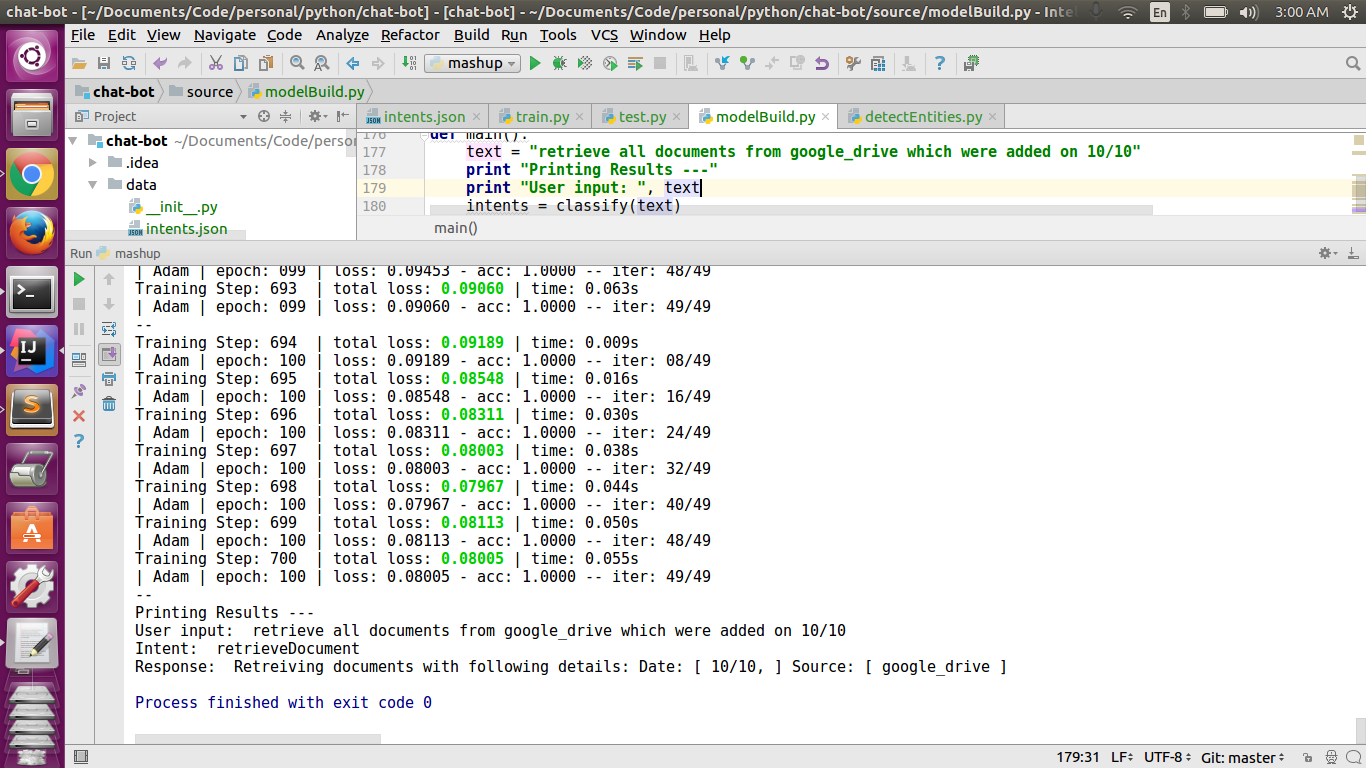 chat-bot - [~/Documents/Code/personal/python/chat-bot] - [chat-bot] - ~/Documents/Code/personal/python/chat-bot/source/modelBuild.py - Intel
En
3:00 AM
File Edit View Navigate Code Analyze Refactor Build Run Tools VCS Window Help
mashup
chat-bot source modelBuild.py
Project
intents.json train.py test.py modelBuild.py detectEntities.py
chat-bot ~/Documents/Code/person
.idea
data
__init__.py
intents.json
176 def main():
177 text = "retrieve all documents from google_drive which were added on 10/10"
178 print "Printing Results ---"
179 print "User input: ", text
180 intents = classify(text)
main()
Run mashup
| Adam | epoch: 099 | loss: 0.09453 - acc: 1.0000 -- iter: 48/49
Training Step: 693 | total loss: 0.09060 | time: 0.063s
| Adam | epoch: 099 | loss: 0.09060 - acc: 1.0000 -- iter: 49/49
--
Training Step: 694 | total loss: 0.09189 | time: 0.009s
| Adam | epoch: 100 | loss: 0.09189 - acc: 1.0000 -- iter: 08/49
Training Step: 695 | total loss: 0.08548 | time: 0.016s
| Adam | epoch: 100 | loss: 0.08548 - acc: 1.0000 -- iter: 16/49
Training Step: 696 | total loss: 0.08311 | time: 0.030s
| Adam | epoch: 100 | loss: 0.08311 - acc: 1.0000 -- iter: 24/49
Training Step: 697 | total loss: 0.08003 | time: 0.038s
| Adam | epoch: 100 | loss: 0.08003 - acc: 1.0000 -- iter: 32/49
Training Step: 698 | total loss: 0.07967 | time: 0.044s
| Adam | epoch: 100 | loss: 0.07967 - acc: 1.0000 -- iter: 40/49
Training Step: 699 | total loss: 0.08113 | time: 0.050s
| Adam | epoch: 100 | loss: 0.08113 - acc: 1.0000 -- iter: 48/49
Training Step: 700 | total loss: 0.08005 | time: 0.055s
| Adam | epoch: 100 | loss: 0.08005 - acc: 1.0000 -- iter: 49/49
--
Printing Results ---
User input:  retrieve all documents from google_drive which were added on 10/10
Intent:  retrieveDocument
Response:  Retreiving documents with following details: Date: [ 10/10, ] Source: [ google_drive ]
Process finished with exit code 0
179:31 LF UTF-8 Git: master